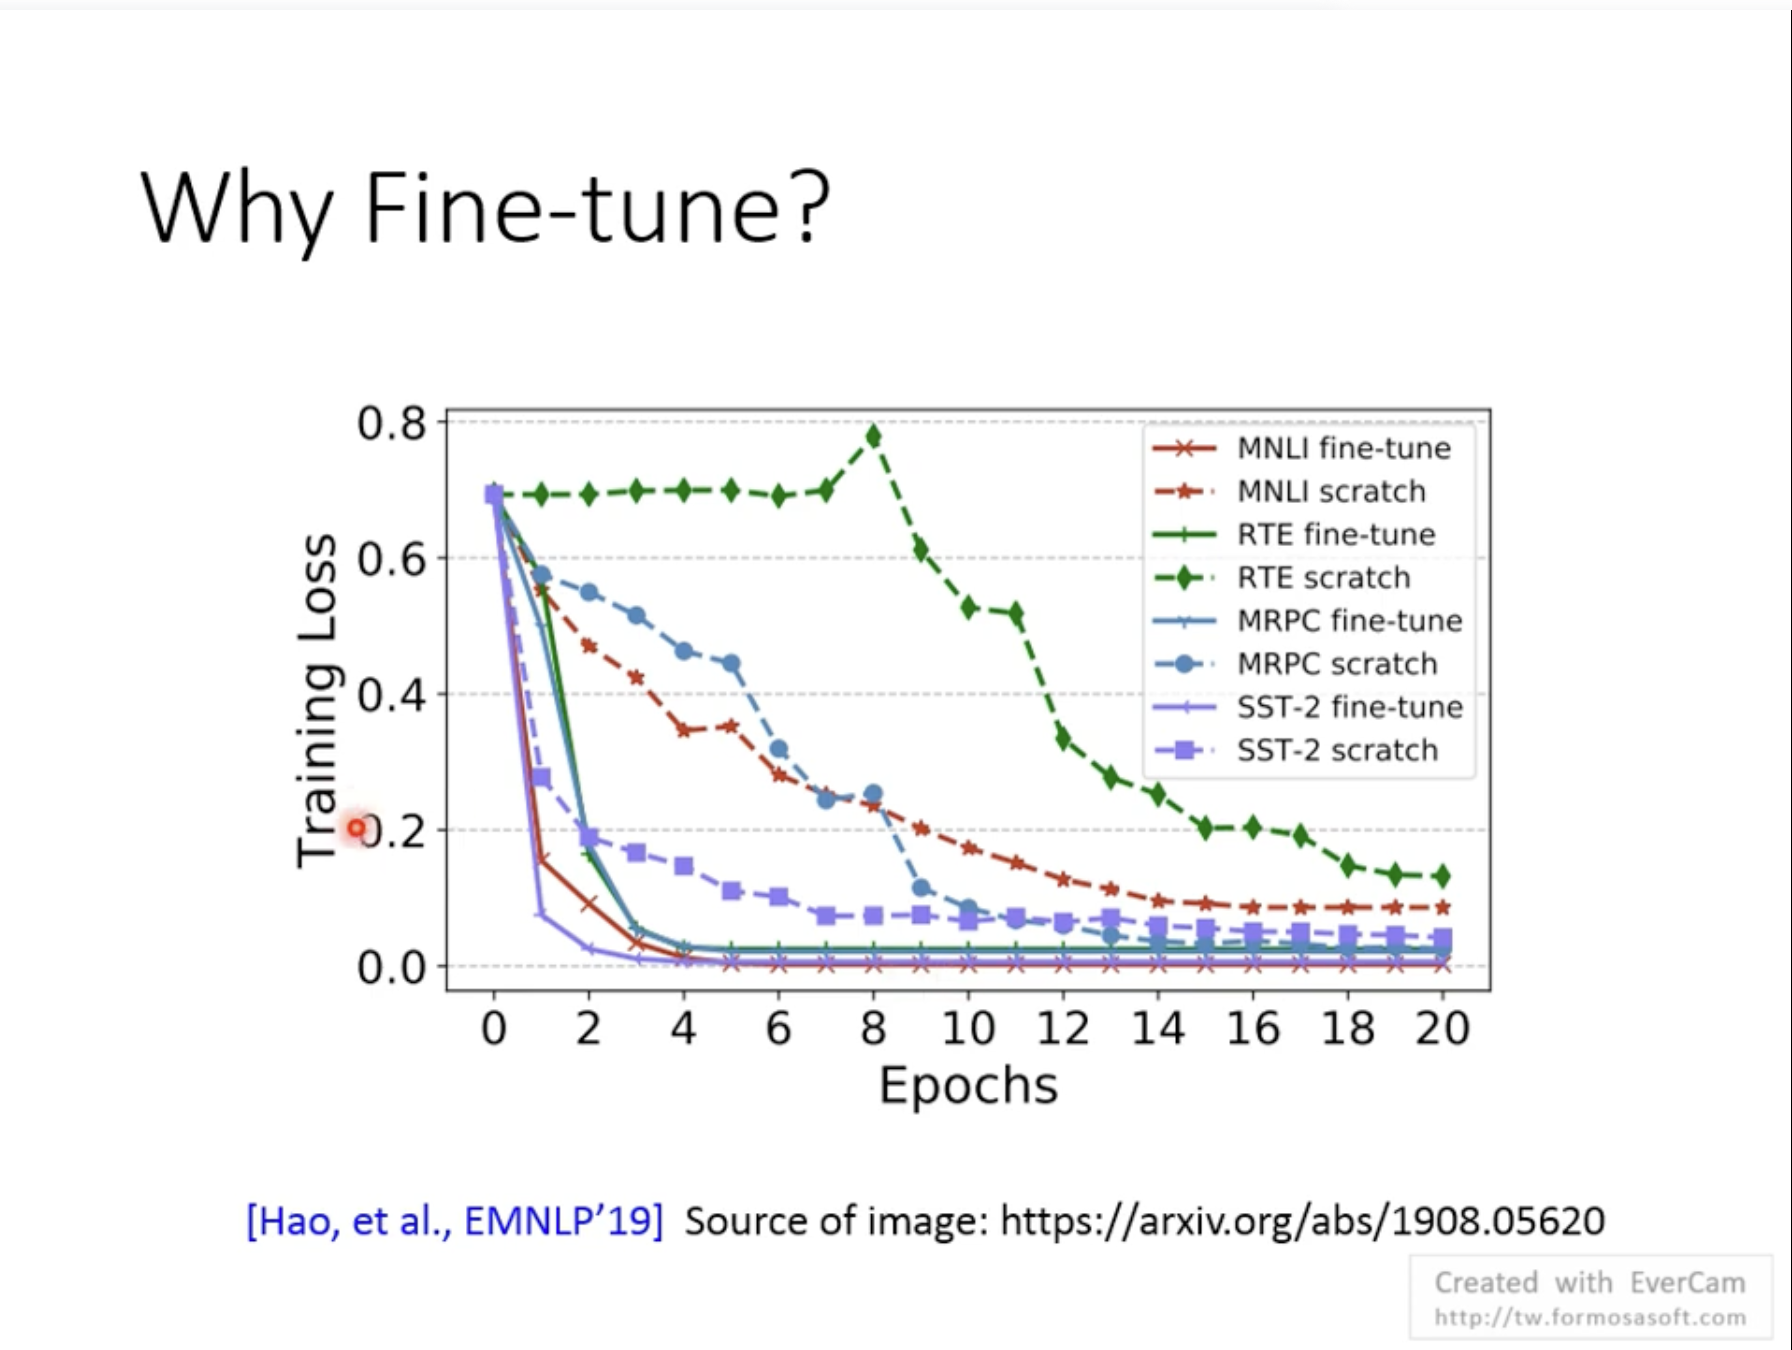 Why Fine-tune?
0.8
0.6
0.4
0.2
0.0
Training Loss
MNLI fine-tune
MNLI scratch
RTE fine-tune
RTE scratch
MRPC fine-tune
MRPC scratch
SST-2 fine-tune
SST-2 scratch
0 2 4 6 8 10 12 14 16 18 20
Epochs
[Hao, et al., EMNLP’19] Source of image: https://arxiv.org/abs/1908.05620
Created with EverCam
http://tw.formosasoft.com